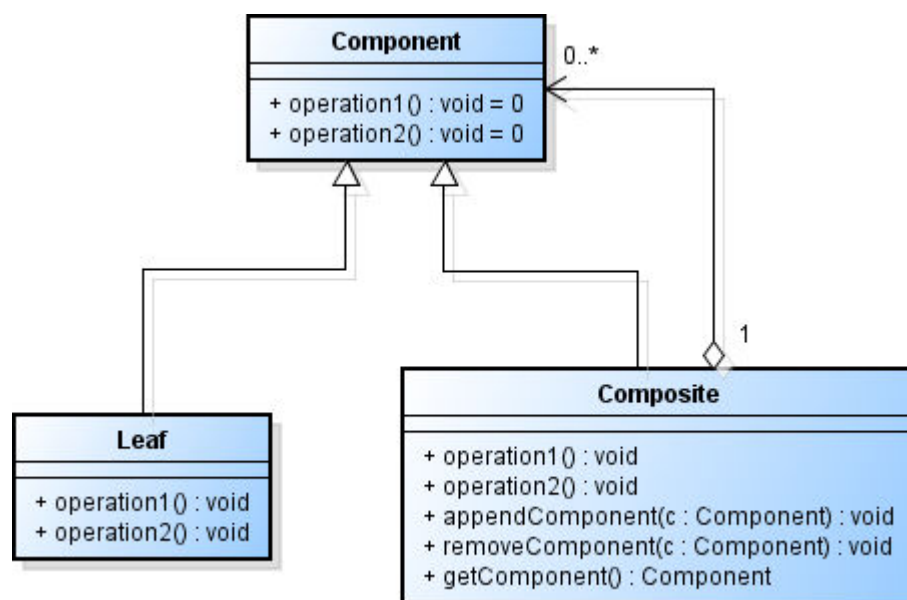 Component
0..*
+ operation1() : void = 0
+ operation2() : void = 0
1
Composite
Leaf
+ operation1() : void
+ operation2() : void
+ operation1() : void
+ operation2() : void
+ appendComponent(c : Component) : void
+ removeComponent(c : Component) : void
+ getComponent() : Component